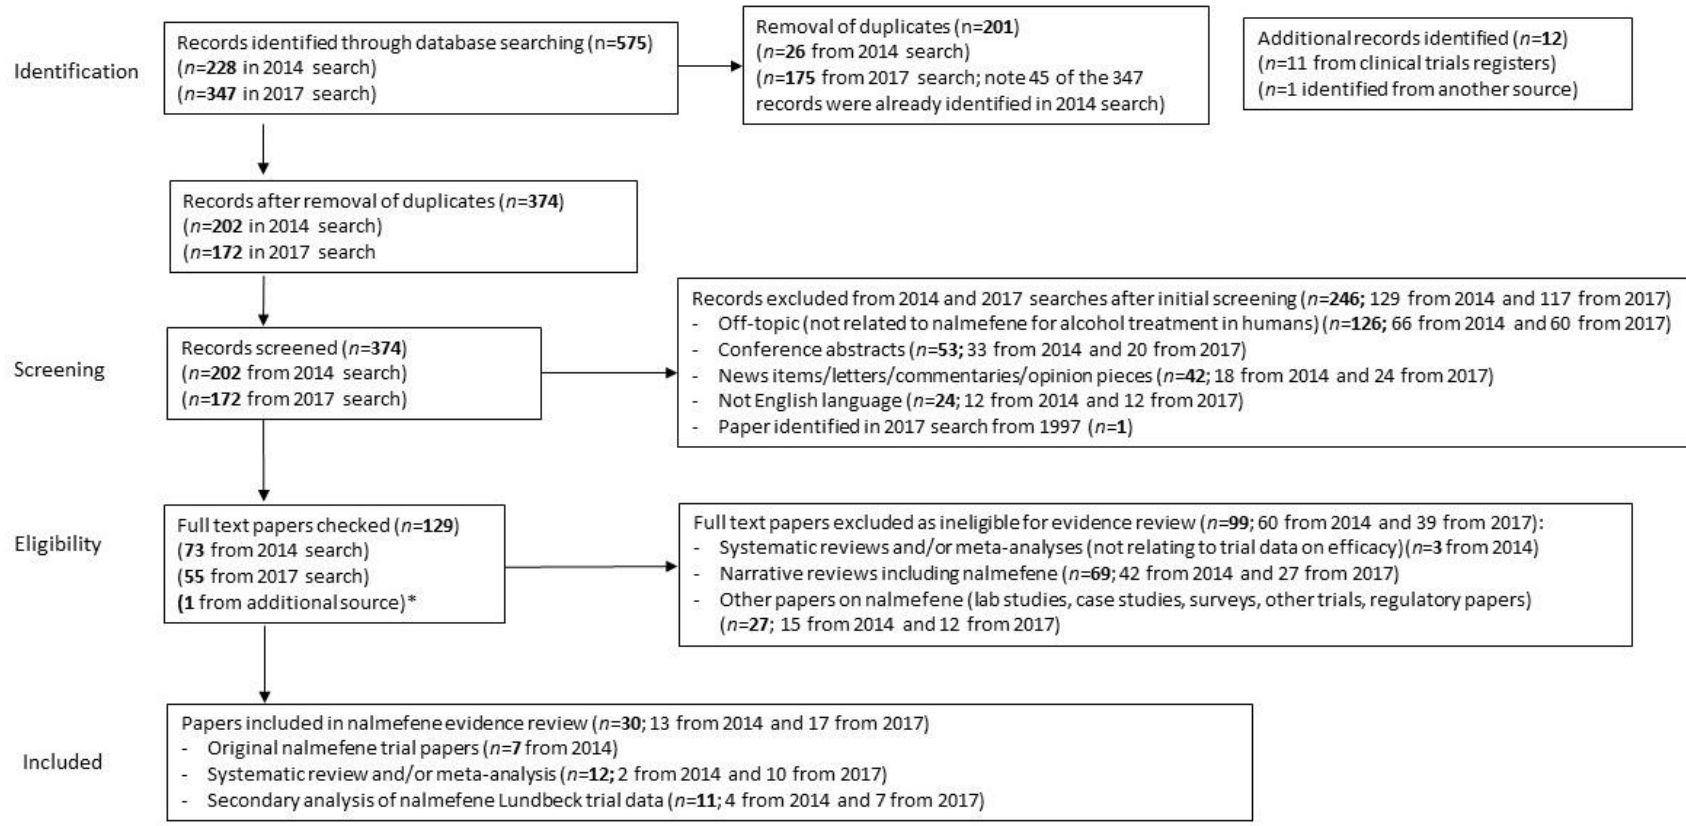 Identification
Records identified through database searching (n=575)
(n=228 in 2014 search)
(n=347 in 2017 search)
Removal of duplicates (n=201)
(n=26 from 2014 search)
(n=175 from 2017 search; note 45 of the 347
records were already identified in 2014 search)
Additional records identified (n=12)
(n=11 from clinical trials registers)
(n=1 identified from another source)
Records after removal of duplicates (n=374)
(n=202 in 2014 search)
(n=172 in 2017 search
Screening
Records screened (n=374)
(n=202 from 2014 search)
(n=172 from 2017 search)
Records excluded from 2014 and 2017 searches after initial screening (n=246; 129 from 2014 and 117 from 2017)
- Off-topic (not related to nalmefene for alcohol treatment in humans) (n=126; 66 from 2014 and 60 from 2017)
- Conference abstracts (n=53; 33 from 2014 and 20 from 2017)
- News items/letters/commentaries/opinion pieces (n=42; 18 from 2014 and 24 from 2017)
- Not English language (n=24; 12 from 2014 and 12 from 2017)
- Paper identified in 2017 search from 1997 (n=1)
Eligibility
Full text papers checked (n=129)
(73 from 2014 search)
(55 from 2017 search)
(1 from additional source)*
Full text papers excluded as ineligible for evidence review (n=99; 60 from 2014 and 39 from 2017):
- Systematic reviews and/or meta-analyses (not relating to trial data on efficacy)(n=3 from 2014)
- Narrative reviews including nalmefene (n=69; 42 from 2014 and 27 from 2017)
- Other papers on nalmefene (lab studies, case studies, surveys, other trials, regulatory papers)
(n=27; 15 from 2014 and 12 from 2017)
Included
Papers included in nalmefene evidence review (n=30; 13 from 2014 and 17 from 2017)
- Original nalmefene trial papers (n=7 from 2014)
- Systematic review and/or meta-analysis (n=12; 2 from 2014 and 10 from 2017)
- Secondary analysis of nalmefene Lundbeck trial data (n=11; 4 from 2014 and 7 from 2017)